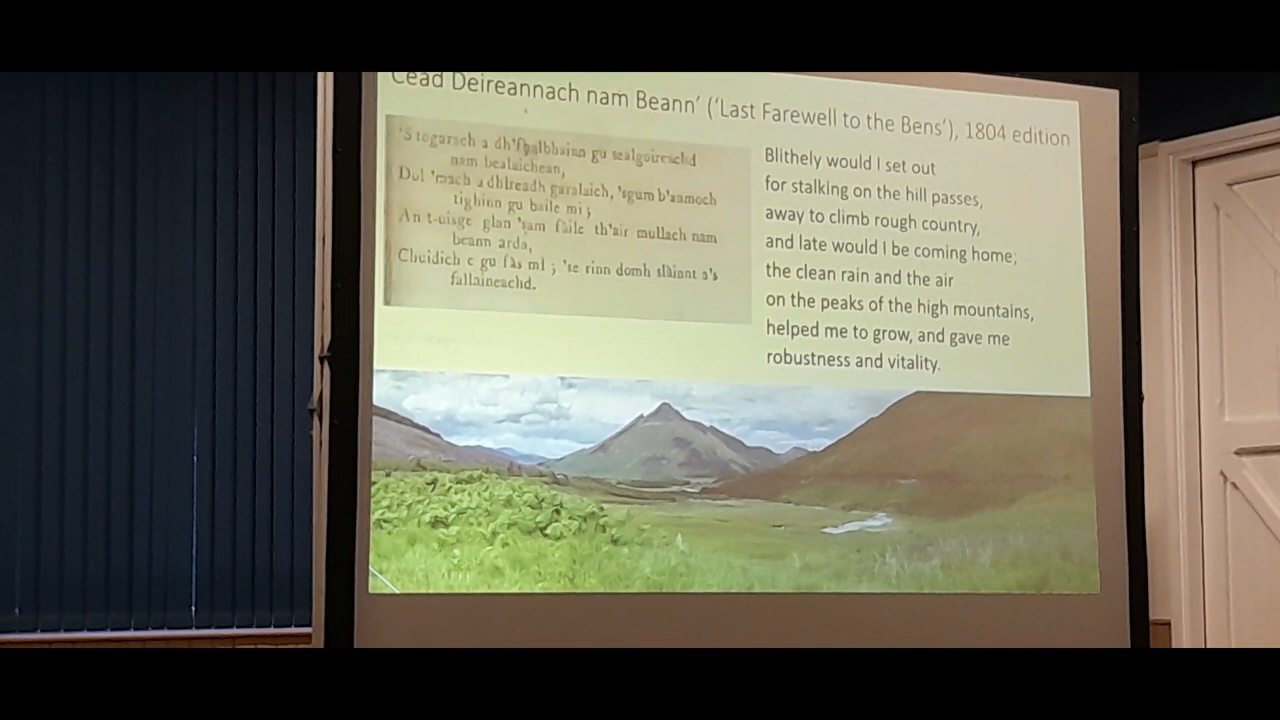 Cead Deireannach nam Beann’ (‘Last Farewell to the Bens’), 1804 edition
'S togarach a dh'fhalbhainn gu sealgoireachd
nam bealaichean,
Dol 'mach a dhìreadh garalaich, 'sgum b'anmoch
tighinn gu baile mi;
An t-uisge glan 'sam fàile th'air mullach nam
beann arda,
Chuidich e gu fàs mì; 'se rinn domh slàinnt a's
fallaineachd.
Blithely would I set out
for stalking on the hill passes,
away to climb rough country,
and late would I be coming home;
the clean rain and the air
on the peaks of the high mountains,
helped me to grow, and gave me
robustness and vitality.